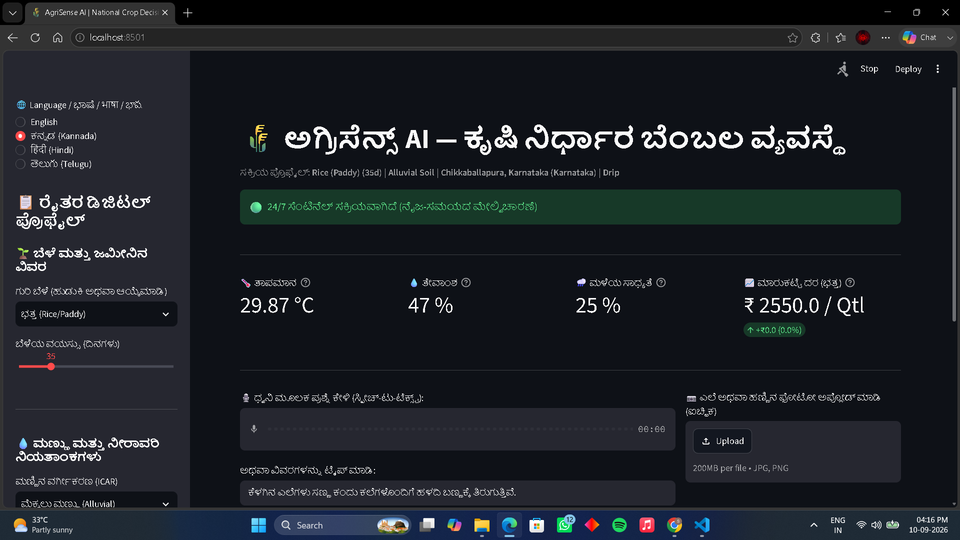 AgriSense AI | National Crop Decis
localhost:8501
Chat
Stop
Deploy
Language / ಭಾಷೆ / भाषा / భాష
English
ಕನ್ನಡ (Kannada)
हिंदी (Hindi)
తెలుగు (Telugu)
📋 ರೈತರ ಡಿಜಿಟಲ್
ಪ್ರೊಫೈಲ್
🌱 ಬೆಳೆ ಮತ್ತು ಜಮೀನಿನ
ವಿವರ
ಗುರಿ ಬೆಳೆ (ಹುಡುಕಿ ಅಥವಾ ಆಯ್ಕೆಮಾಡಿ)
ಭತ್ತ (Rice/Paddy)
ಬೆಳೆಯ ವಯಸ್ಸು (ದಿನಗಳು)
35
💧 ಮಣ್ಣು ಮತ್ತು ನೀರಾವರಿ
ನಿಯತಾಂಕಗಳು
ಮಣ್ಣಿನ ವರ್ಗೀಕರಣ (ICAR)
ಮೆಕ್ಕಲು ಮಣ್ಣು (Alluvial)
🌾 ಅಗ್ರಿಸೆನ್ಸ್ AI — ಕೃಷಿ ನಿರ್ಧಾರ ಬೆಂಬಲ ವ್ಯವಸ್ಥೆ
ಸಕ್ರಿಯ ಪ್ರೊಫೈಲ್: Rice (Paddy) (35d) | Alluvial Soil | Chikkaballapura, Karnataka (Karnataka) | Drip
🟢 24/7 ಸೆಂಟಿನೆಲ್ ಸಕ್ರಿಯವಾಗಿದೆ (ನೈಜ-ಸಮಯದ ಮೇಲ್ವಿಚಾರಣೆ)
ತಾಪಮಾನ
29.87 °C
ತೇವಾಂಶ
47 %
ಮಳೆಯ ಸಾಧ್ಯತೆ
25 %
ಮಾರುಕಟ್ಟೆ ದರ (ಭತ್ತ)
₹ 2550.0 / Qtl
↑ +₹0.0 (0.0%)
ಧ್ವನಿ ಮೂಲಕ ಪ್ರಶ್ನೆ ಕೇಳಿ (ಸ್ಪೀಚ್-ಟು-ಟೆಕ್ಸ್ಟ್):
00:00
ಅಥವಾ ವಿವರಗಳನ್ನು ಟೈಪ್ ಮಾಡಿ:
ಕೆಳಗಿನ ಎಲೆಗಳು ಸಣ್ಣ ಕಂದು ಕಲೆಗಳೊಂದಿಗೆ ಹಳದಿ ಬಣ್ಣಕ್ಕೆ ತಿರುಗುತ್ತಿವೆ.
ಎಲೆ ಅಥವಾ ಹಣ್ಣಿನ ಫೋಟೋ ಅಪ್ಲೋಡ್ ಮಾಡಿ
(ಐಚ್ಛಿಕ)
Upload
200MB per file • JPG, PNG
33°C
Partly sunny
Search
12
ENG
IN
04:16 PM
10-09-2026